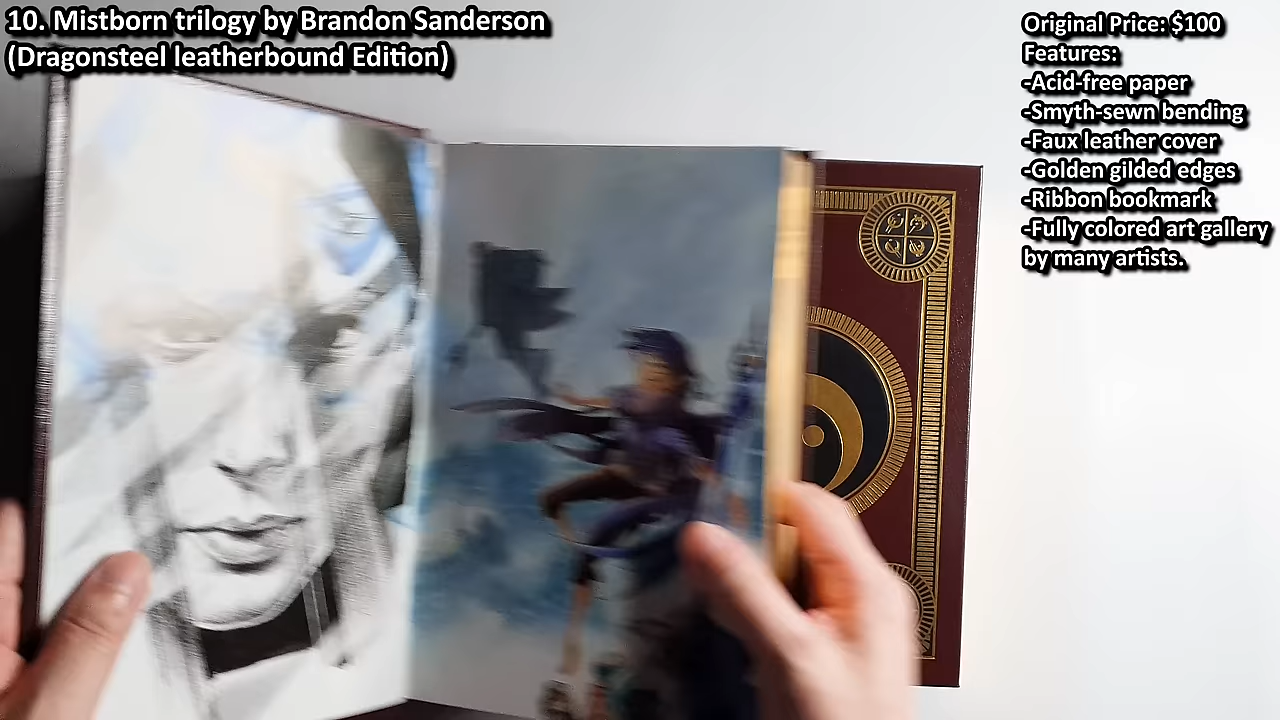 10. Mistborn trilogy by Brandon Sanderson
(Dragonsteel leatherbound Edition)
Original Price: $100
Features:
-Acid-free paper
-Smyth-sewn bending
-Faux leather cover
-Golden gilded edges
-Ribbon bookmark
-Fully colored art gallery
by many artists.